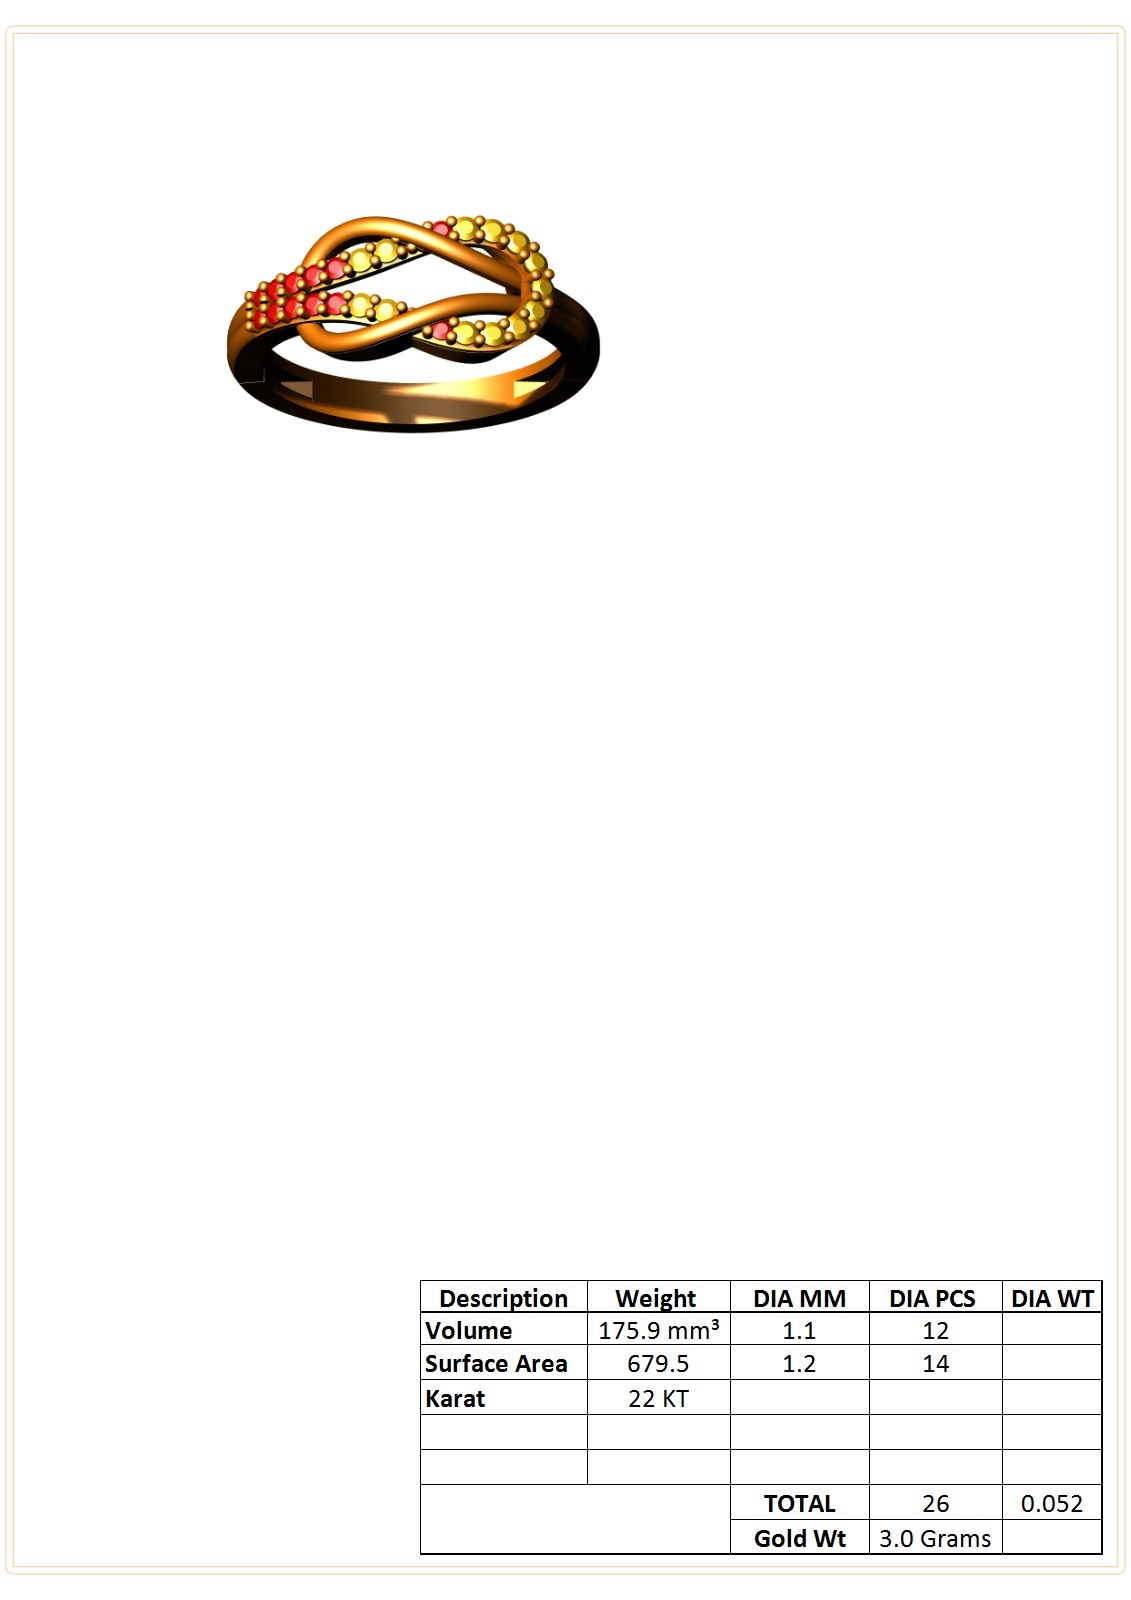 Description Weight DIA MM DIA PCS DIA WT
Volume 175.9 mm³ 1.1 12
Surface Area 679.5 1.2 14
Karat 22 KT
TOTAL 26 0.052
Gold Wt 3.0 Grams